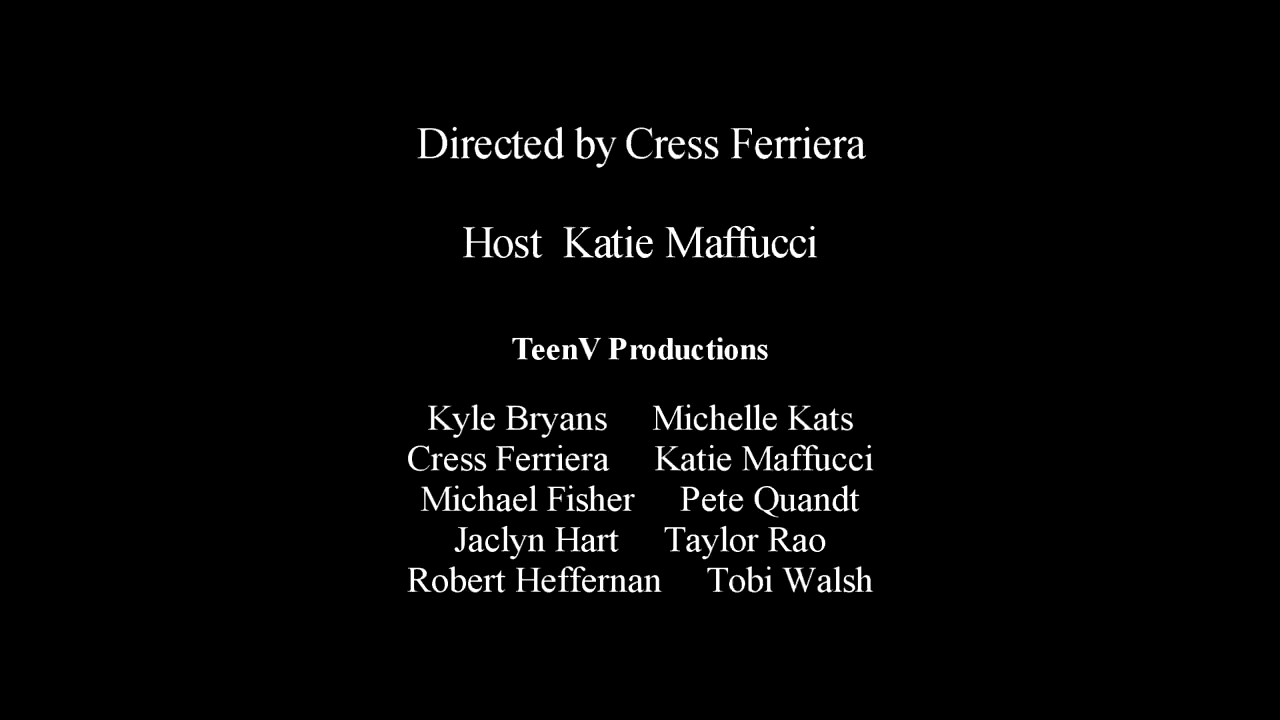 Directed by Cress Ferriera
Host Katie Maffucci
TeenV Productions
Kyle Bryans Michelle Kats
Cress Ferriera Katie Maffucci
Michael Fisher Pete Quandt
Jaclyn Hart Taylor Rao
Robert Heffernan Tobi Walsh